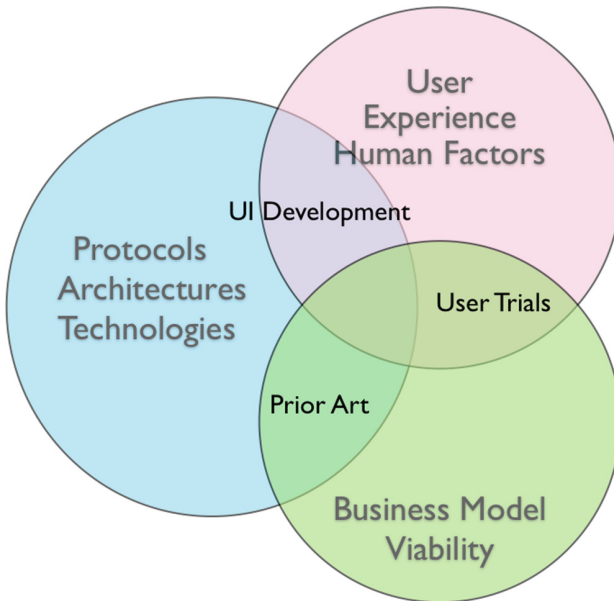 User
Experience
Human Factors
UI Development
Protocols
Architectures
Technologies
User Trials
Prior Art
Business Model
Viability